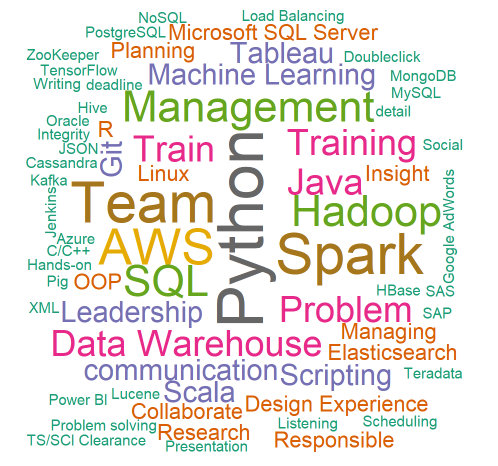 NoSQL
Load Balancing
PostgreSQL
Microsoft SQL Server
Planning
Tableau
ZooKeeper
Doubleclick
TensorFlow
Machine Learning
MongoDB
Writing
deadline
MySQL
Hive
Management
detail
Oracle
R
Integrity
Train
Training
Social
JSON
Git
Cassandra
Linux
Java
Insight
Kafka
Python
Jenkins
Team
Hadoop
Google AdWords
Azure
AWS
Spark
C/C++
Hands-on
Pig
OOP
SQL
HBase
SAS
XML
Leadership
Problem
SAP
Managing
Data Warehouse
Elasticsearch
communication
Scripting
Teradata
Power BI
Lucene
Scala
Collaborate
Design Experience
Problem solving
Research
Listening
Scheduling
TS/SCI Clearance
Presentation
Responsible